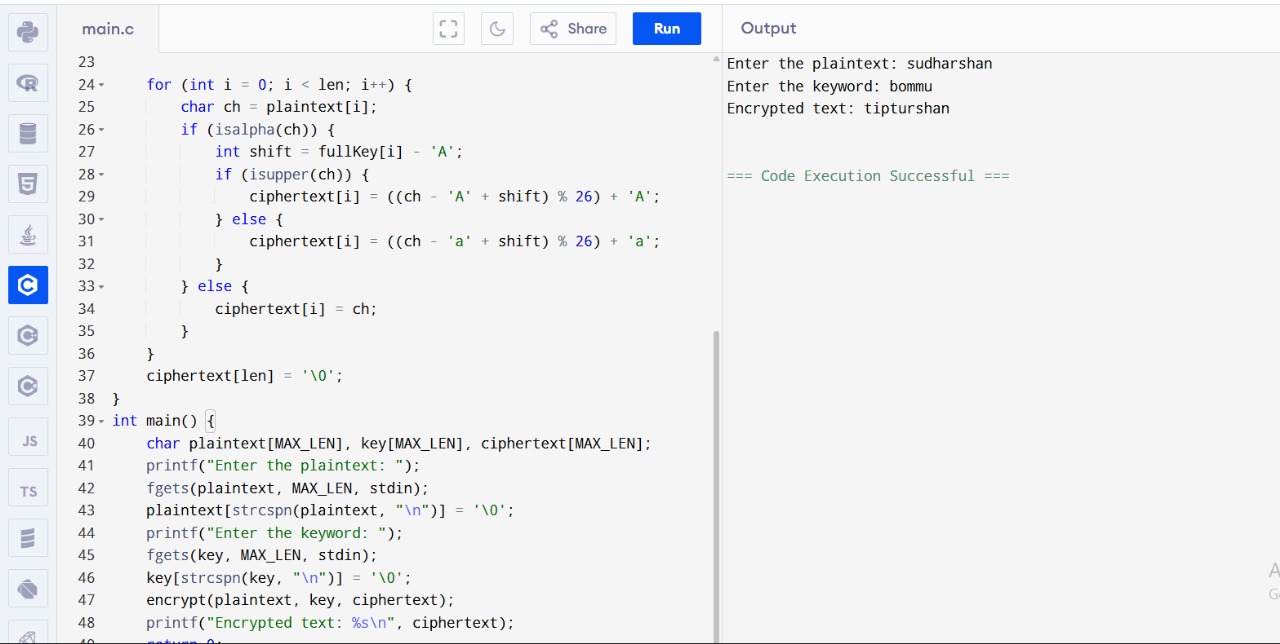 main.c
Share
Run
Output
23
24 for (int i = 0; i < len; i++) {
25 char ch = plaintext[i];
26 if (isalpha(ch)) {
27 int shift = fullKey[i] - 'A';
28 if (isupper(ch)) {
29 ciphertext[i] = ((ch - 'A' + shift) % 26) + 'A';
30 } else {
31 ciphertext[i] = ((ch - 'a' + shift) % 26) + 'a';
32 }
33 } else {
34 ciphertext[i] = ch;
35 }
36 }
37 ciphertext[len] = '\0';
38 }
39 int main() {
40 char plaintext[MAX_LEN], key[MAX_LEN], ciphertext[MAX_LEN];
41 printf("Enter the plaintext: ");
42 fgets(plaintext, MAX_LEN, stdin);
43 plaintext[strcspn(plaintext, "\n")] = '\0';
44 printf("Enter the keyword: ");
45 fgets(key, MAX_LEN, stdin);
46 key[strcspn(key, "\n")] = '\0';
47 encrypt(plaintext, key, ciphertext);
48 printf("Encrypted text: %s\n", ciphertext);
Enter the plaintext: sudharshan
Enter the keyword: bommu
Encrypted text: tipturshan
=== Code Execution Successful ===
JS
TS